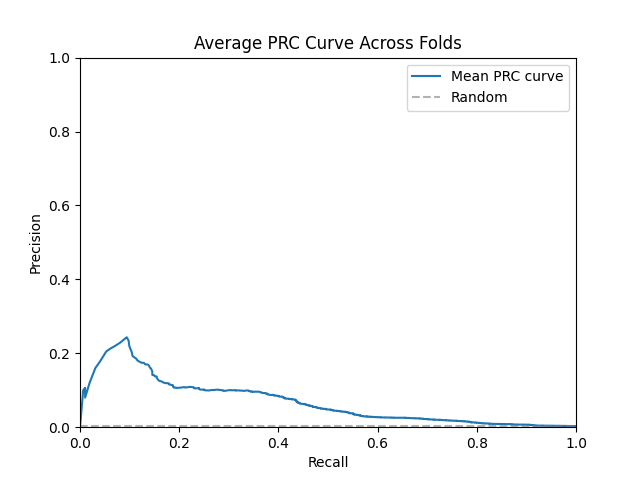 Average PRC Curve Across Folds
Mean PRC curve
Random
Precision
1.0
0.8
0.6
0.4
0.2
0.0
0.0 0.2 0.4 0.6 0.8 1.0
Recall